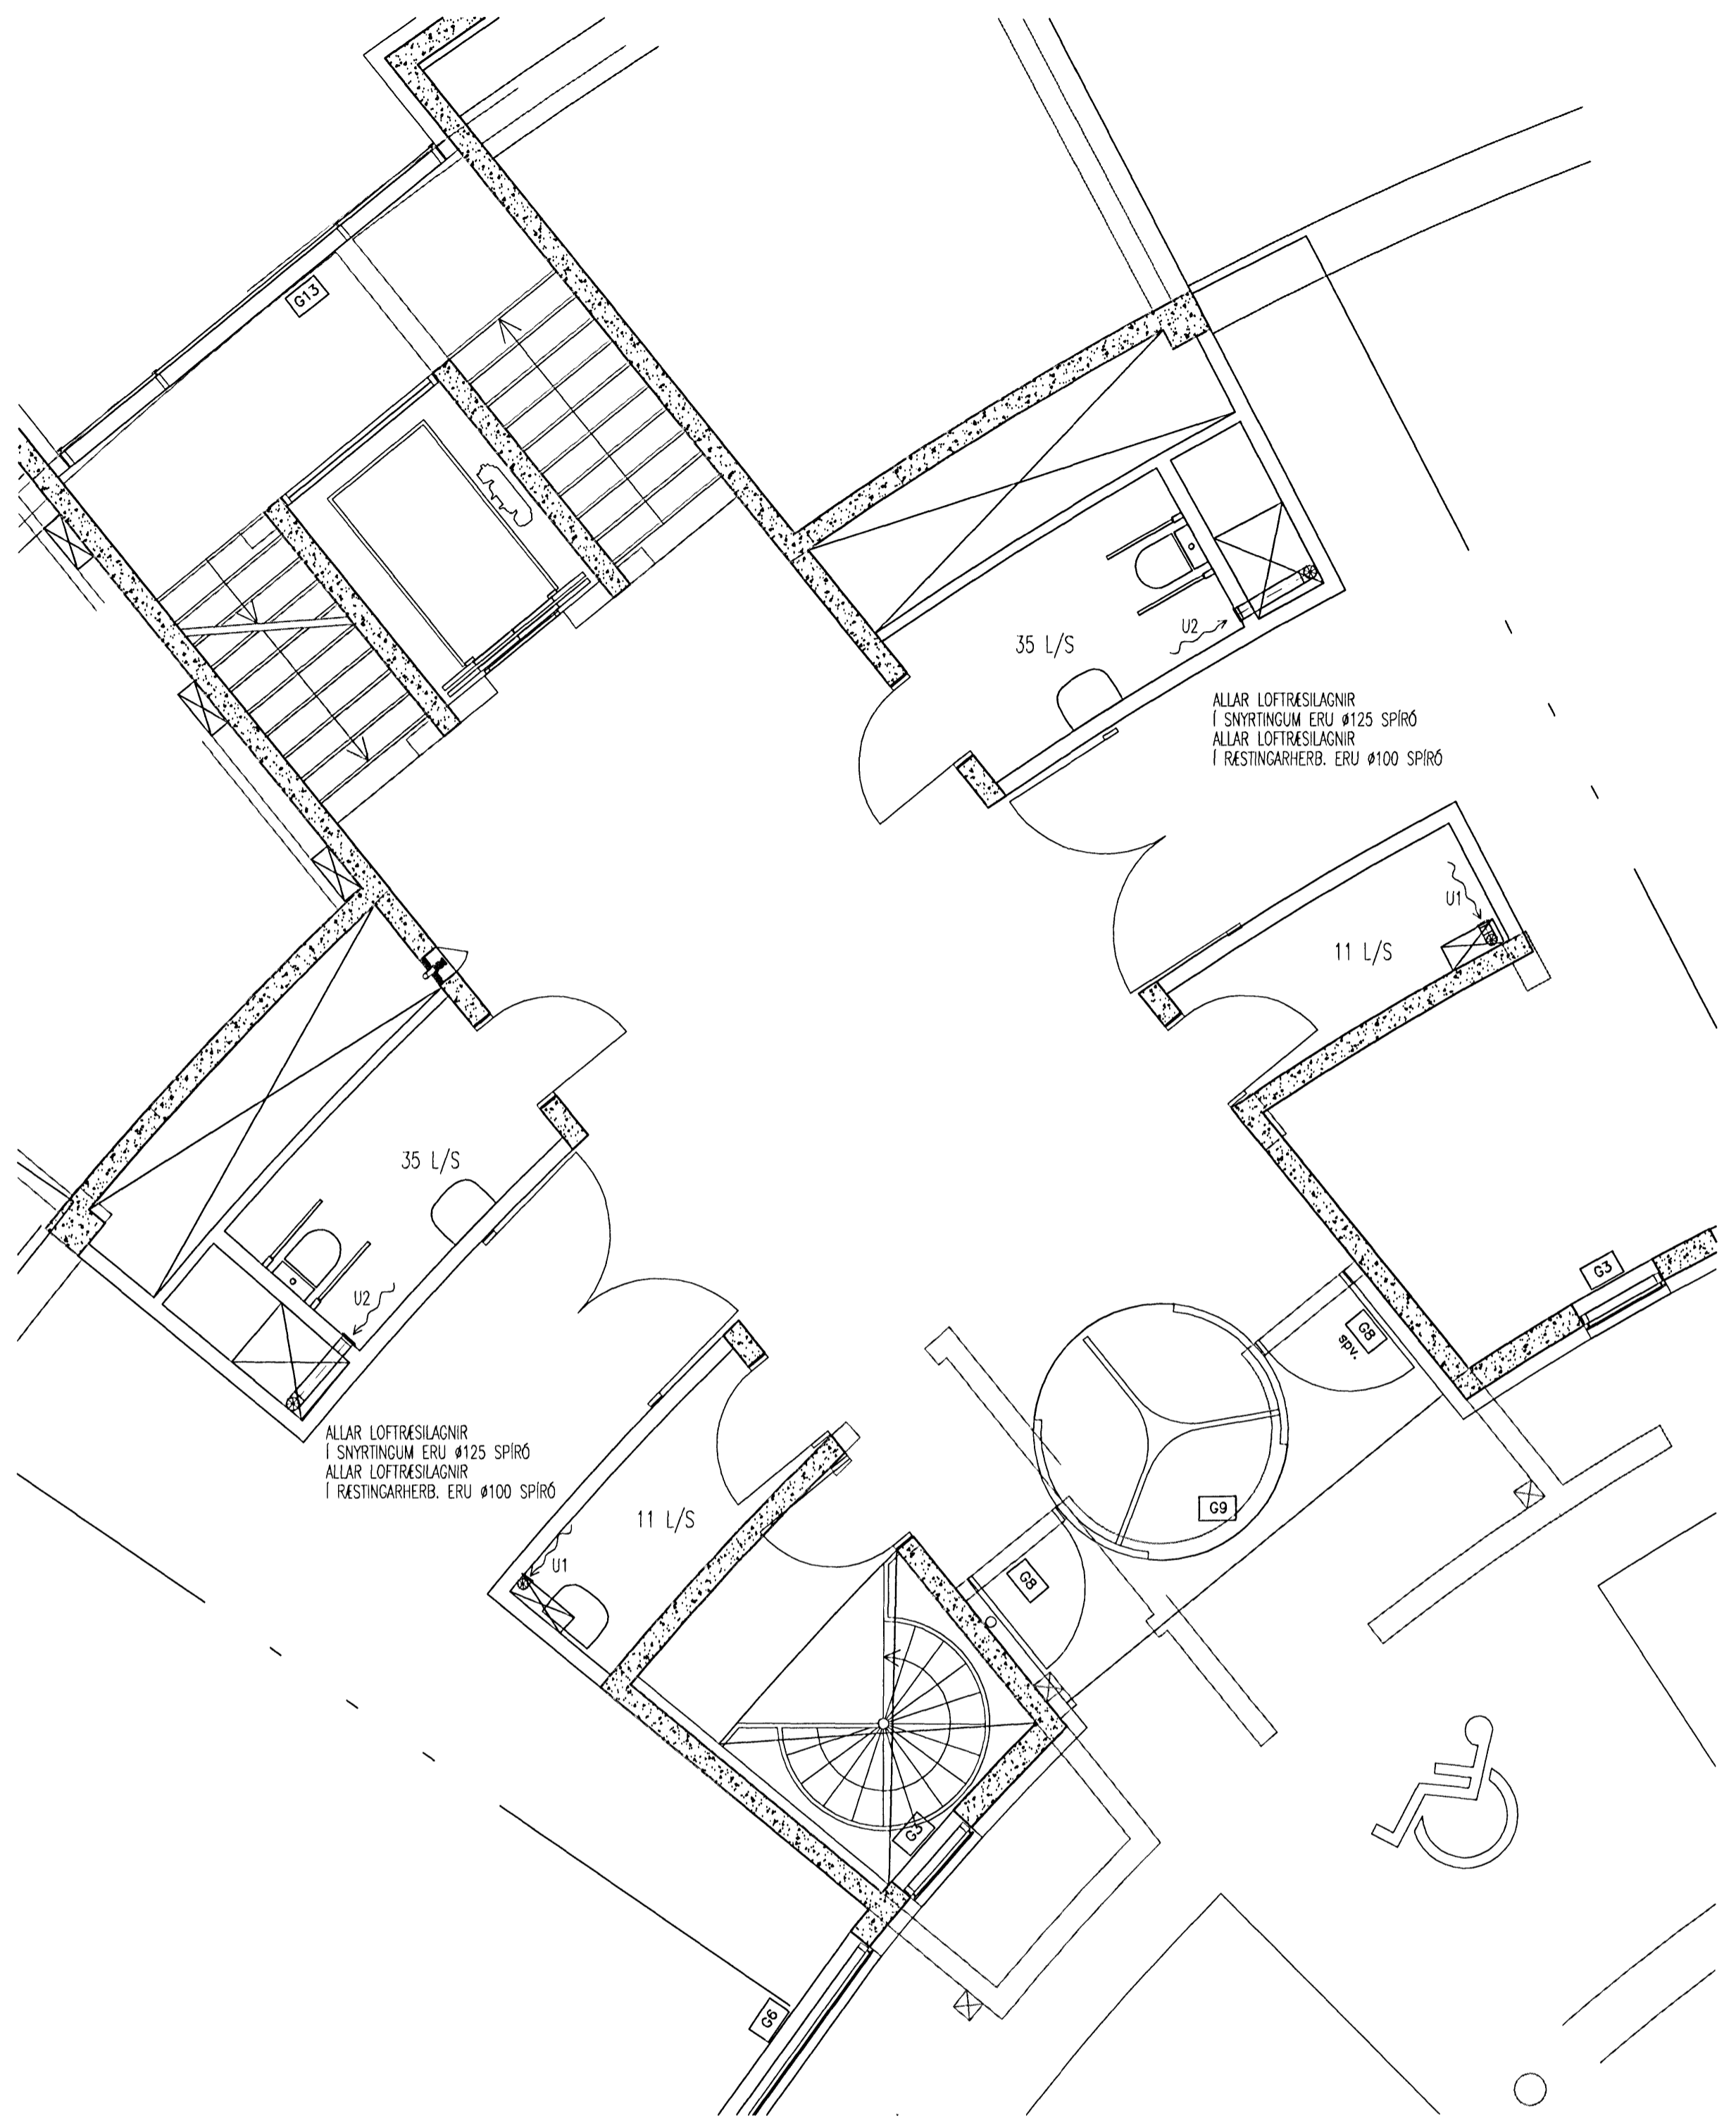 G13
U2
35 L/S
ALLAR LOFTRÆSILAGNIR
Í SNYRTINGUM ERU ø125 SPÍRÓ
ALLAR LOFTRÆSILAGNIR
Í RÆSTINGARHERB. ERU ø100 SPÍRÓ
U1
11 L/S
35 L/S
U2
G3
G8
spv.
ALLAR LOFTRÆSILAGNIR
Í SNYRTINGUM ERU ø125 SPÍRÓ
ALLAR LOFTRÆSILAGNIR
Í RÆSTINGARHERB. ERU ø100 SPÍRÓ
11 L/S
G9
U1
G8
G3
G6